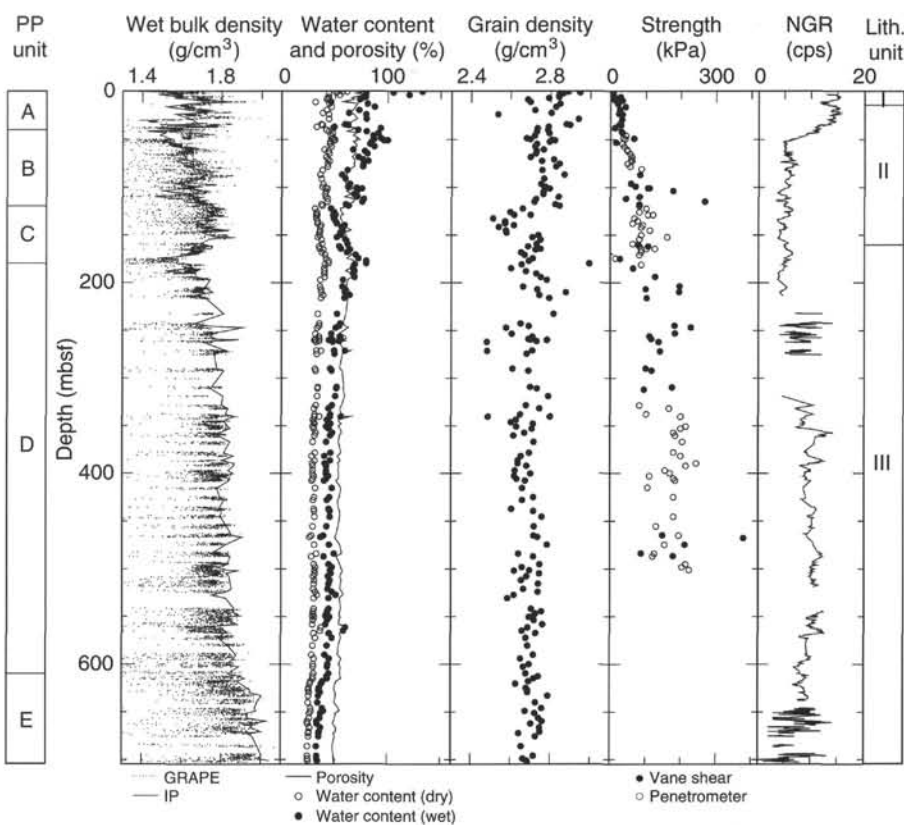 PP unit
Wet bulk density (g/cm³)
Water content and porosity (%)
Grain density (g/cm³)
Strength (kPa)
NGR (cps)
Lith. unit
1.4 1.8
0 100
2.4 2.8
0 300
0 20
Depth (mbsf)
0
200
400
600
A
B
C
D
E
II
III
GRAPE
IP
Porosity
Water content (dry)
Water content (wet)
Vane shear
Penetrometer